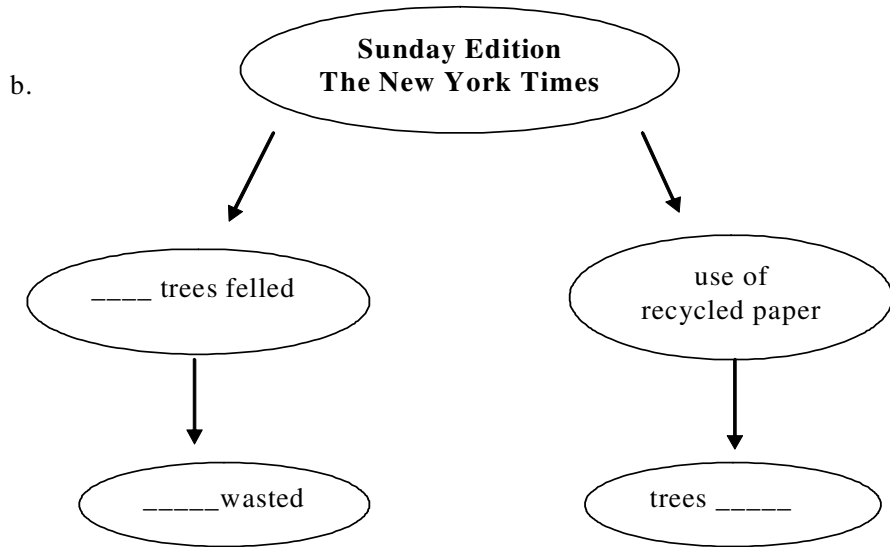 b.
Sunday Edition
The New York Times
____ trees felled
use of
recycled paper
_____wasted
trees _____